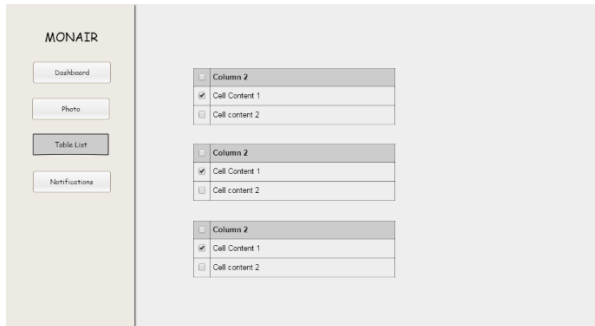 MONAIR
Dashboard
Photo
Table List
Notifications
Column 2
Cell Content 1
Cell content 2
Column 2
Cell Content 1
Cell content 2
Column 2
Cell Content 1
Cell content 2